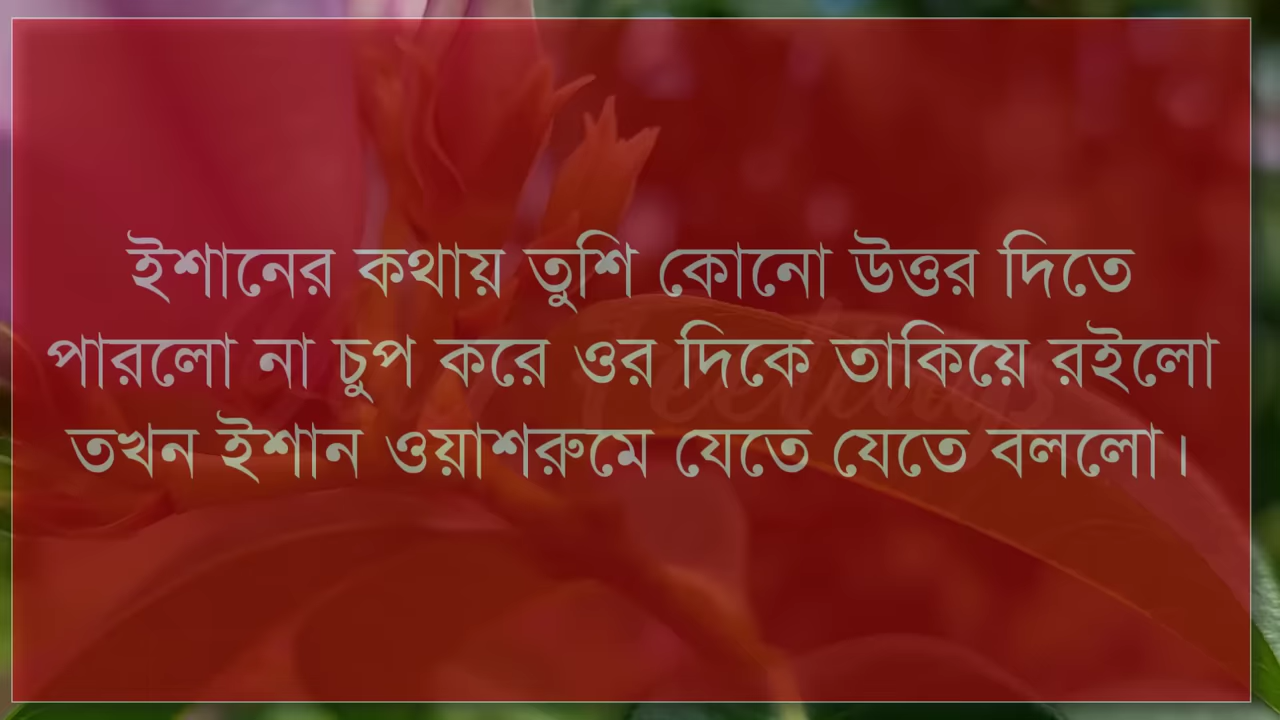 ইশানের কথায় তুশি কোনো উত্তর দিতে
পারলো না চুপ করে ওর দিকে তাকিয়ে রইলো
তখন ইশান ওয়াশরুমে যেতে যেতে বললো।